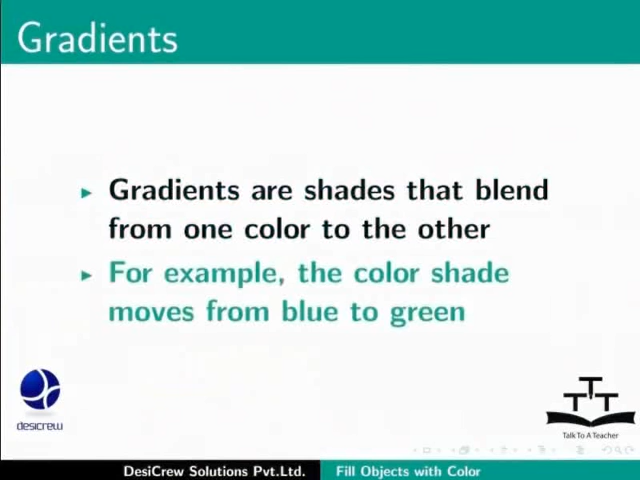 Gradients
Gradients are shades that blend
from one color to the other
For example, the color shade
moves from blue to green
desicrew
TTT
Talk To A Teacher
DesiCrew Solutions Pvt.Ltd.
Fill Objects with Color